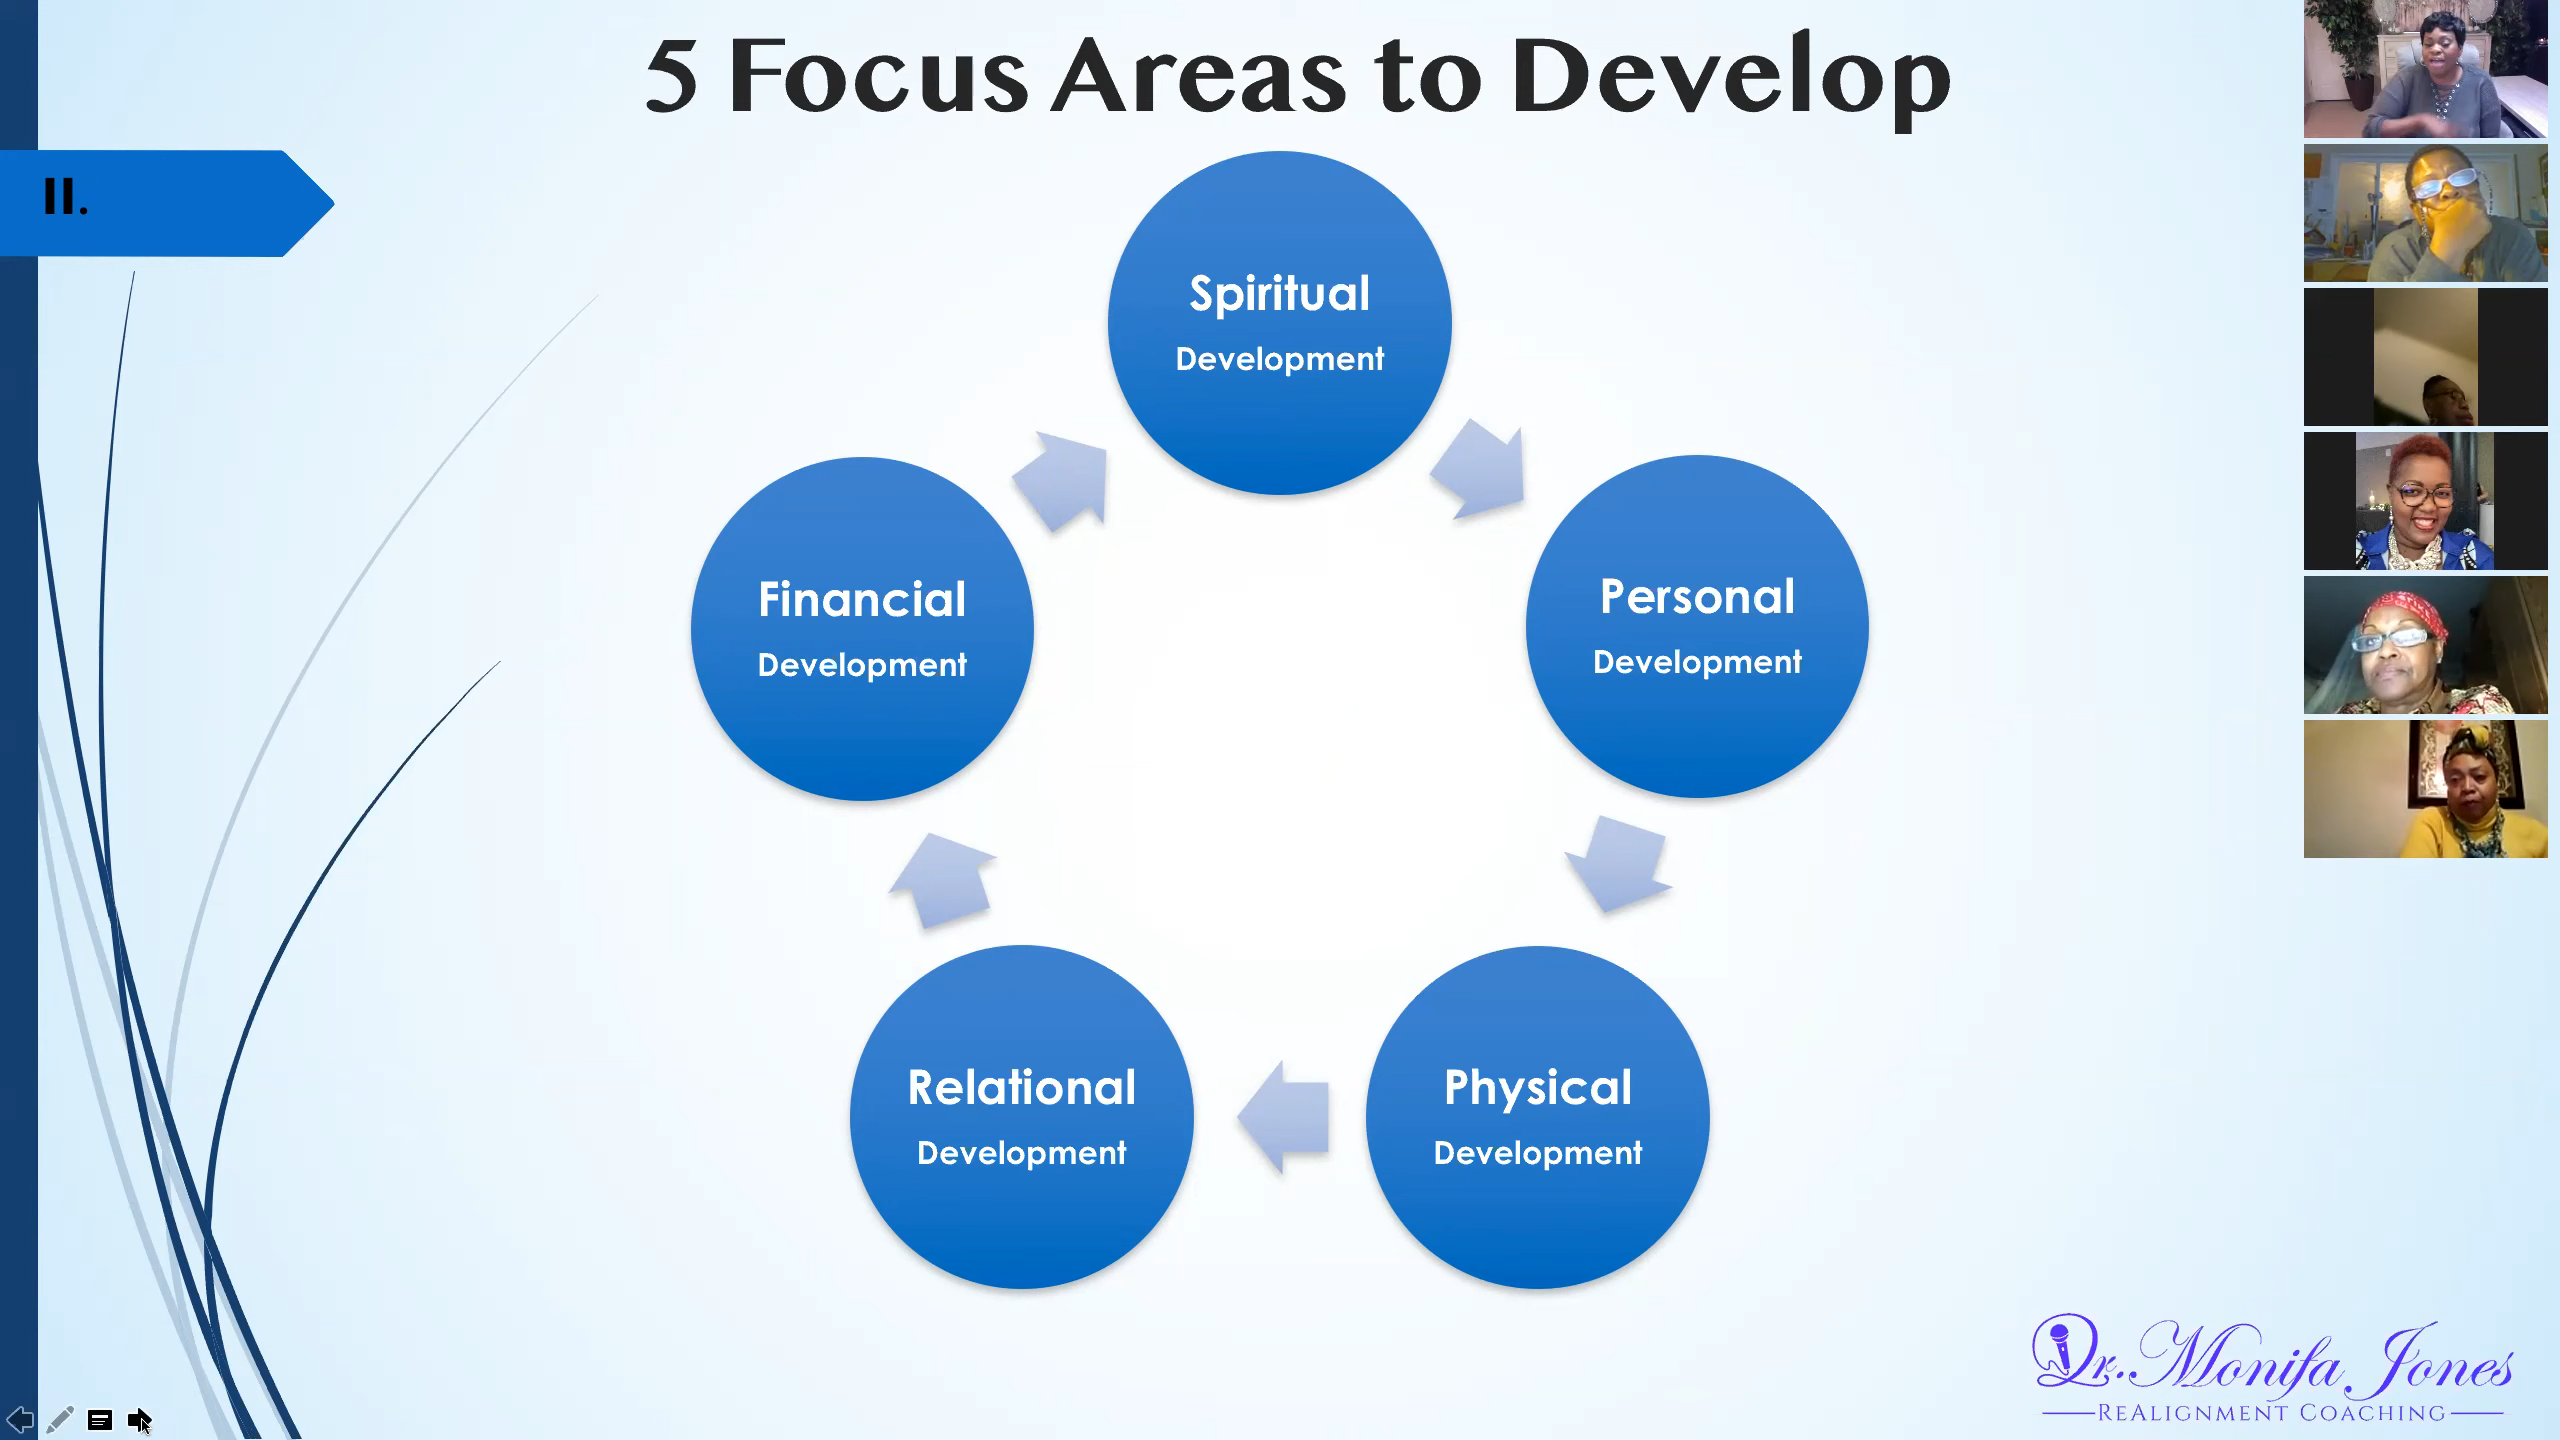 5 Focus Areas to Develop
II.
Spiritual
Development
Personal
Development
Physical
Development
Relational
Development
Financial
Development
Dr. Monifa Jones
ReAlignment Coaching